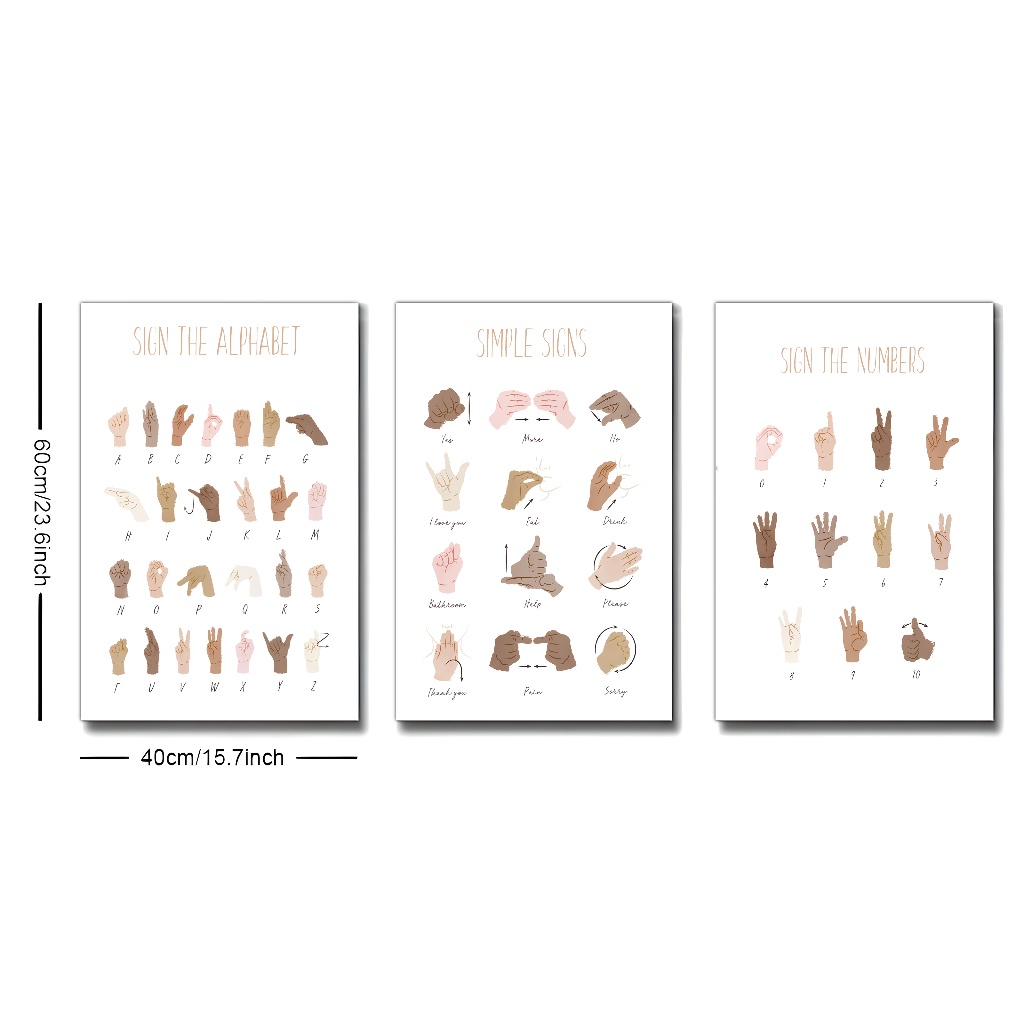 60cm/23.6inch
SIGN THE ALPHABET
A B C D E F G
H I J K L M
N O P Q R S
T U V W X Y Z
SIMPLE SIGNS
Yes More No
I love you Eat Drink
Bathroom Help Please
Thank you Pain Sorry
SIGN THE NUMBERS
0 1 2 3
4 5 6 7
8 9 10
40cm/15.7inch